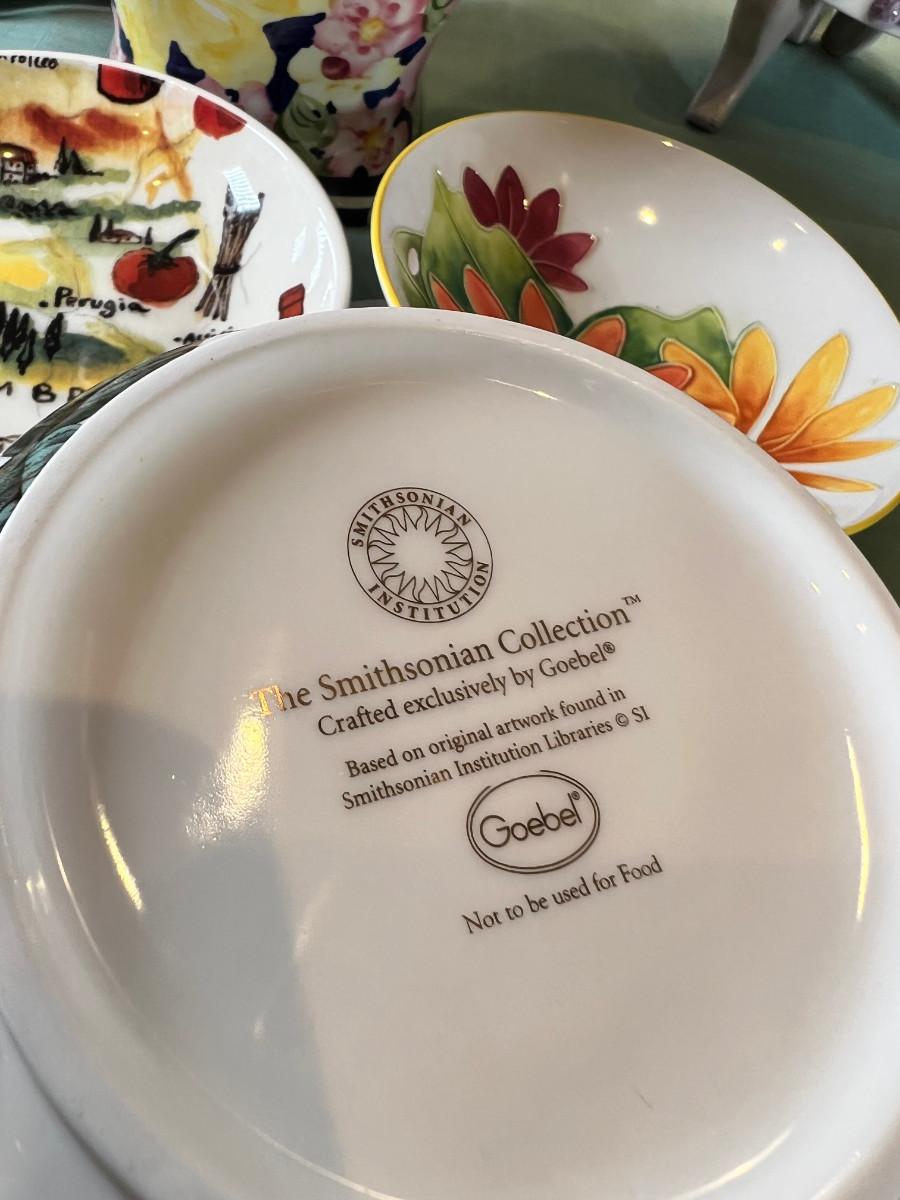 Perugia
SMITHSONIAN
INSTITUTION
The Smithsonian Collection™
Crafted exclusively by Goebel®
Based on original artwork found in
Smithsonian Institution Libraries © SI
Goebel®
Not to be used for Food